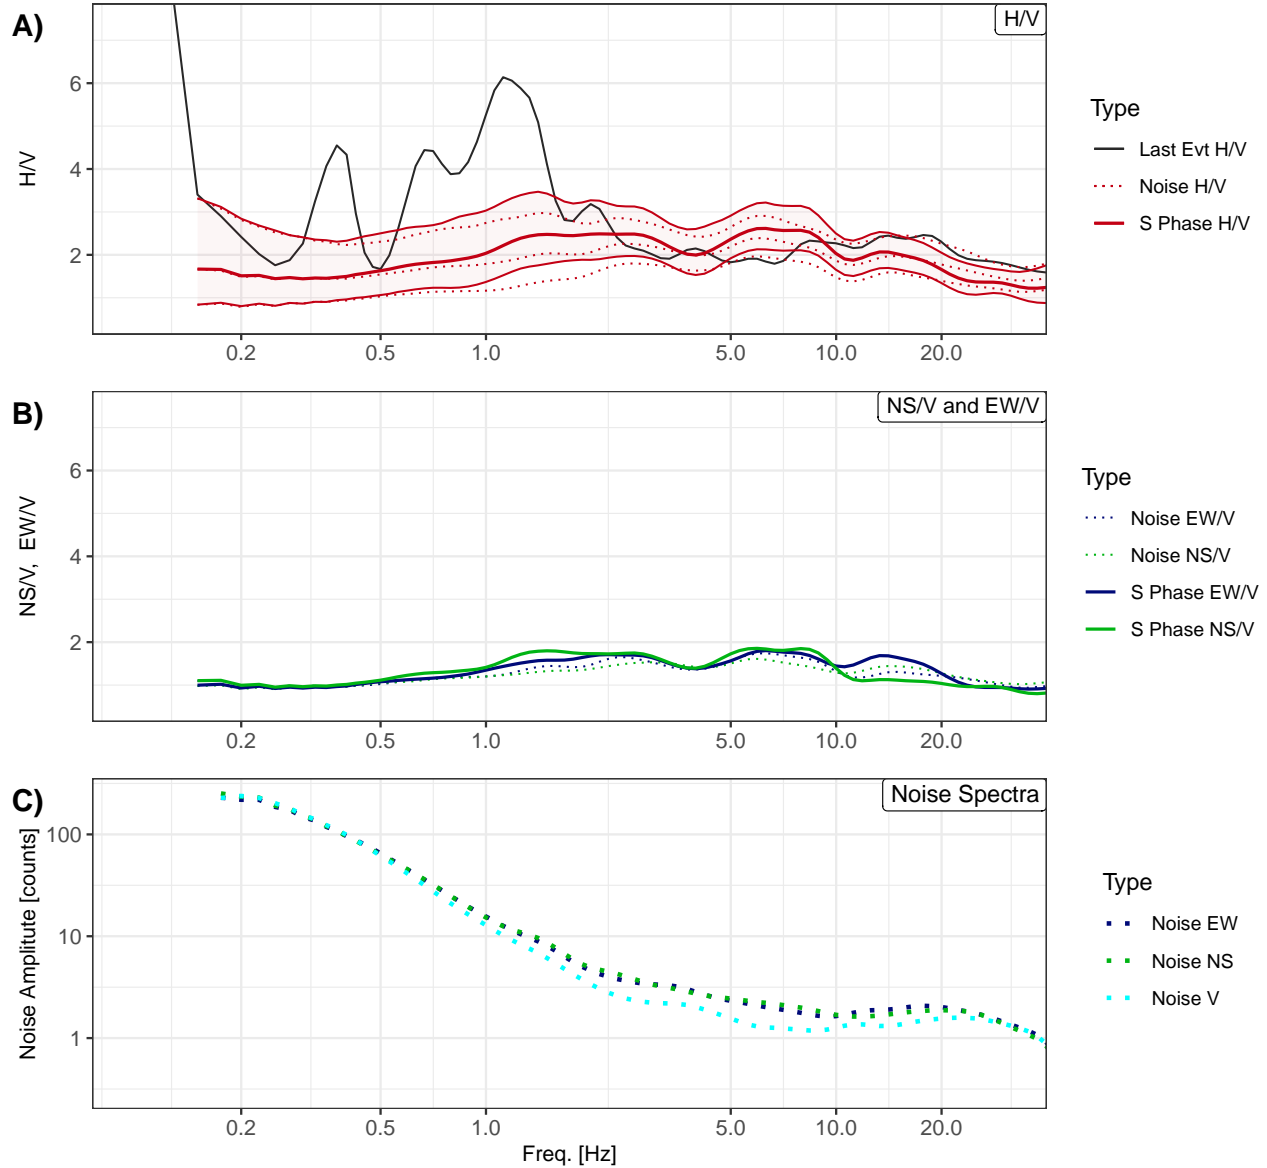 A)
H/V
H/V
6
4
2
0.2 0.5 1.0 5.0 10.0 20.0
Type
Last Evt H/V
Noise H/V
S Phase H/V
B)
NS/V and EW/V
NS/V, EW/V
6
4
2
0.2 0.5 1.0 5.0 10.0 20.0
Type
Noise EW/V
Noise NS/V
S Phase EW/V
S Phase NS/V
C)
Noise Spectra
Noise Amplitute [counts]
100
10
1
0.2 0.5 1.0 5.0 10.0 20.0
Freq. [Hz]
Type
Noise EW
Noise NS
Noise V